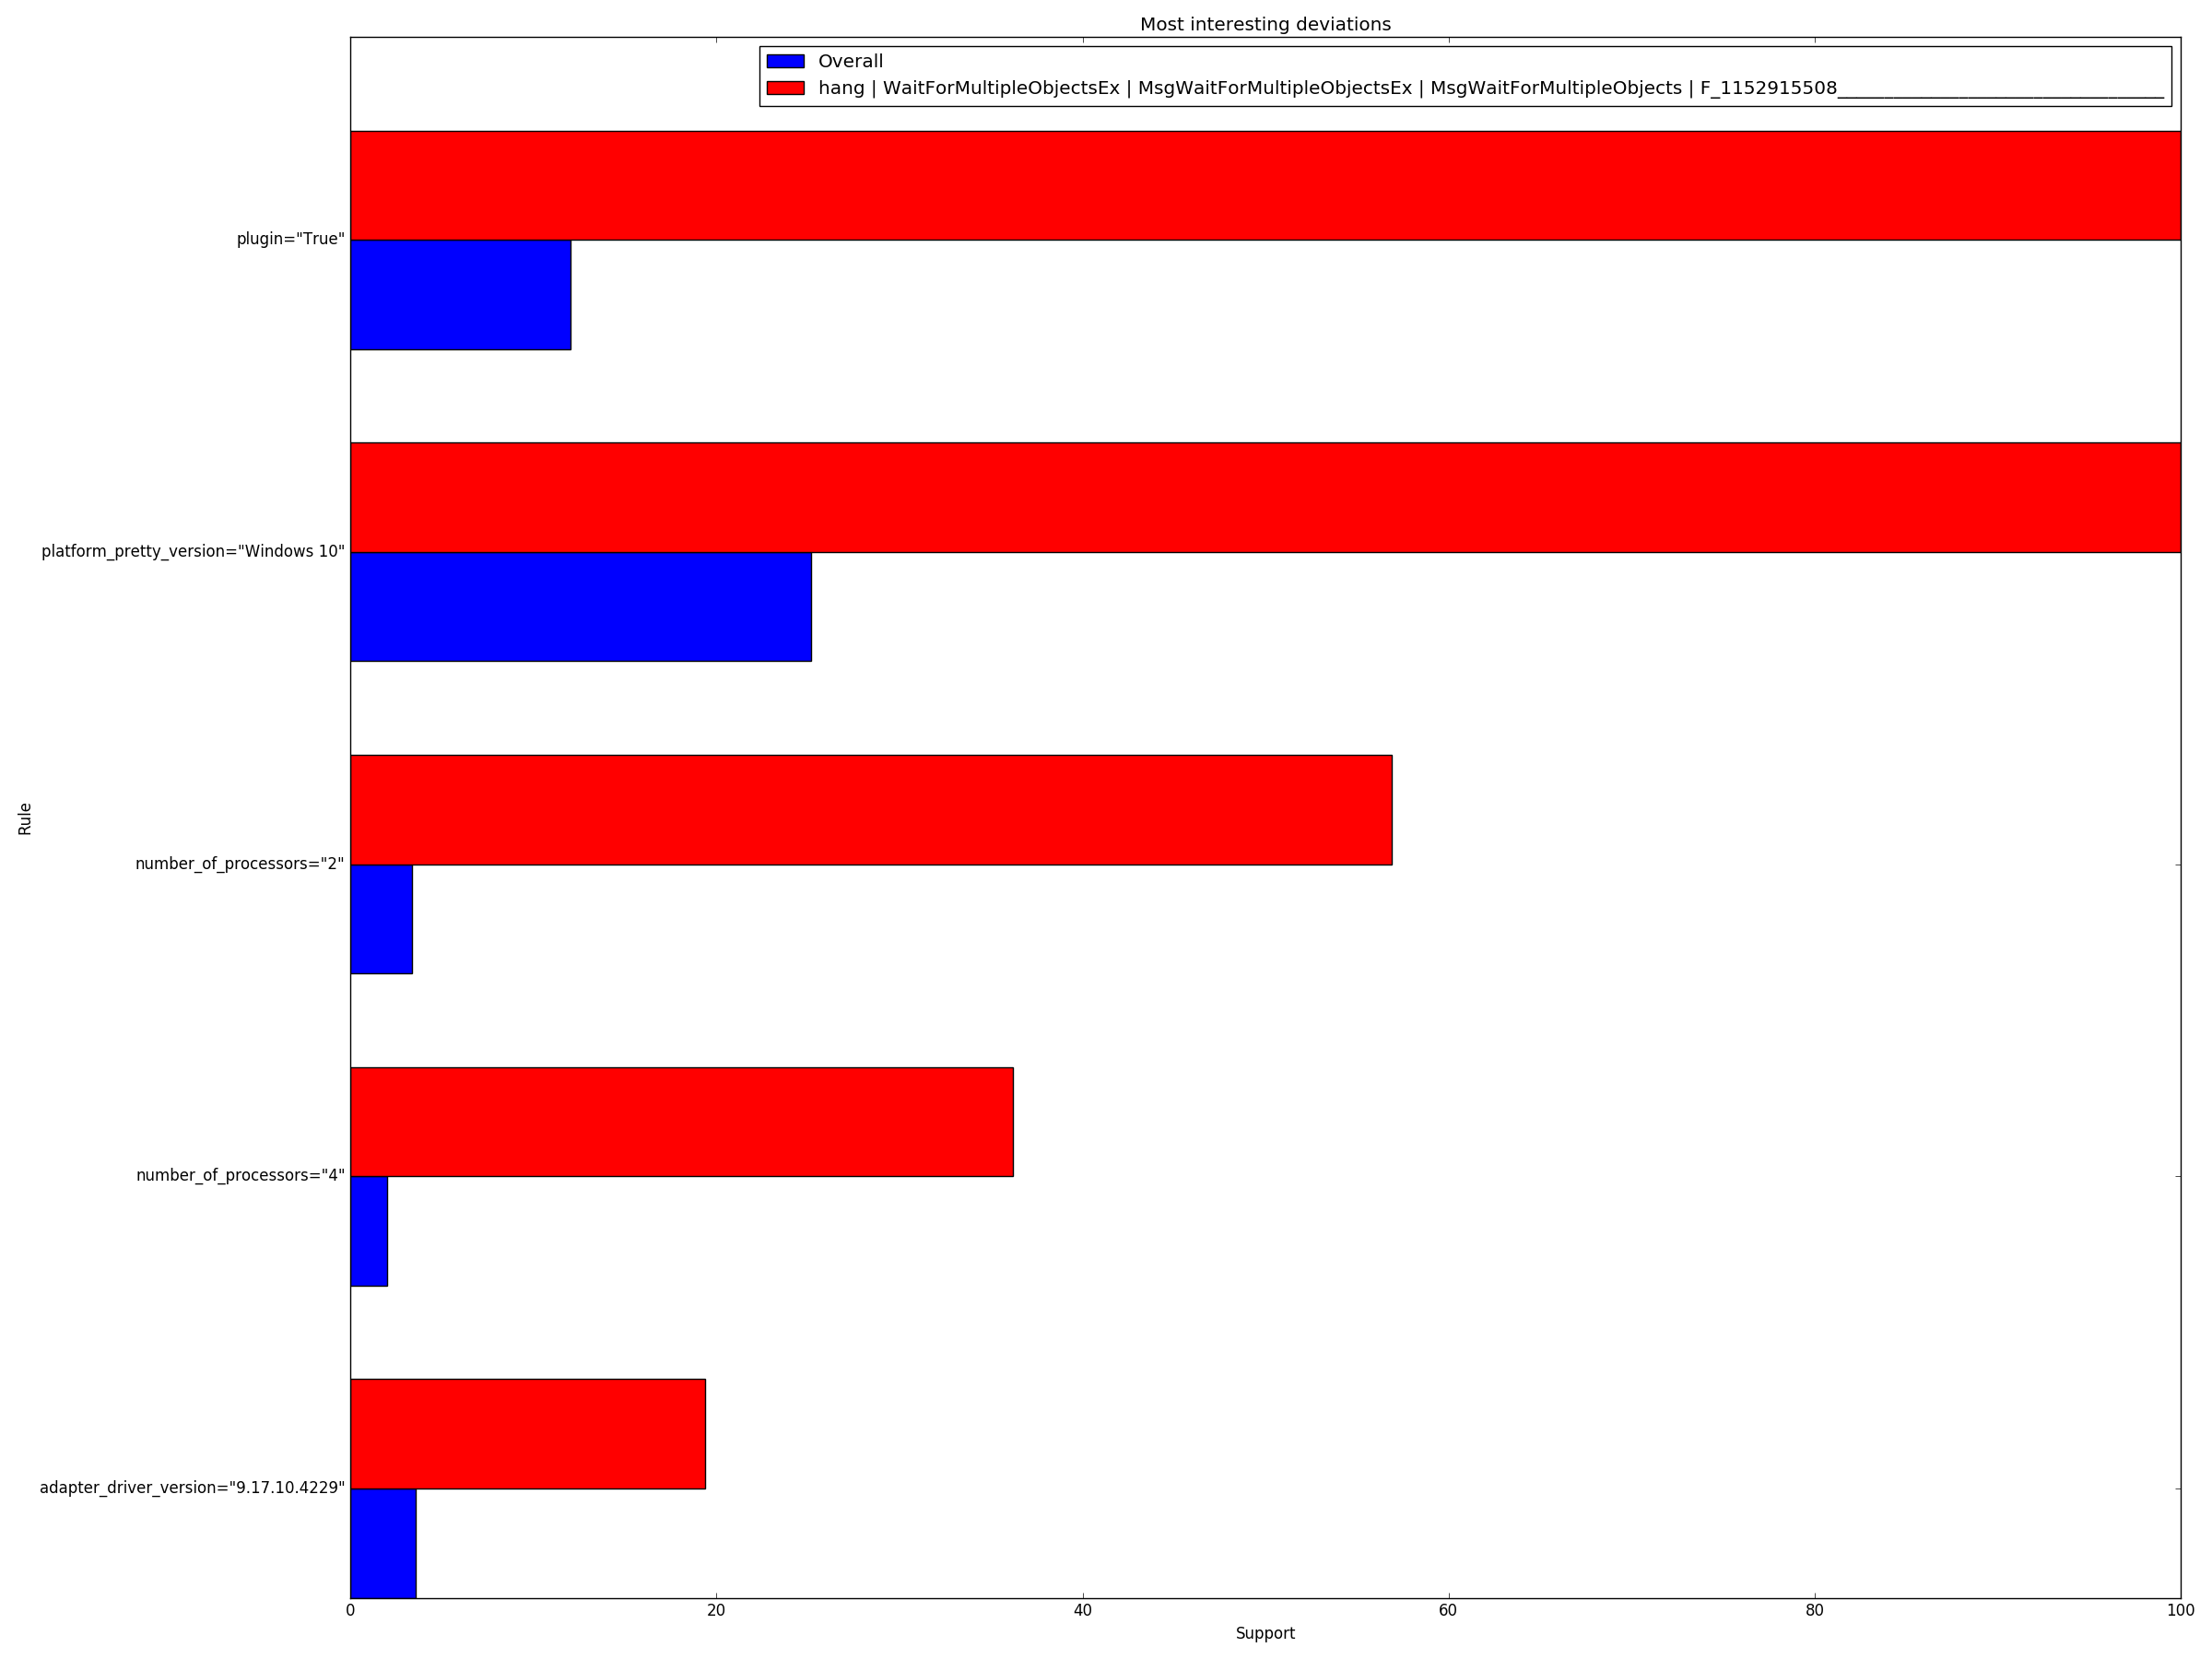 Most interesting deviations
Overall
hang | WaitForMultipleObjectsEx | MsgWaitForMultipleObjectsEx | MsgWaitForMultipleObjects | F_1152915508___________________________________
plugin="True"
platform_pretty_version="Windows 10"
number_of_processors="2"
number_of_processors="4"
adapter_driver_version="9.17.10.4229"
Rule
0 20 40 60 80 100
Support